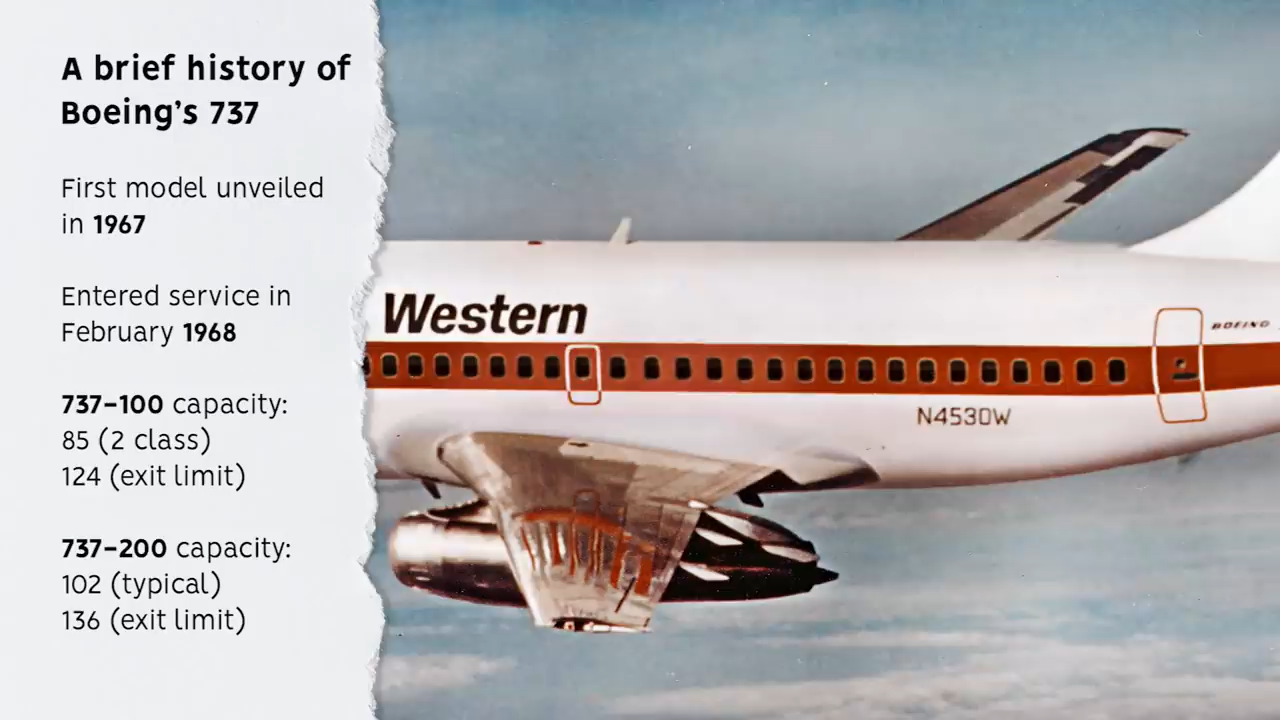 A brief history of
Boeing's 737
First model unveiled
in 1967
Entered service in
February 1968
737-100 capacity:
85 (2 class)
124 (exit limit)
737-200 capacity:
102 (typical)
136 (exit limit)
Western
BOEING
N4530W